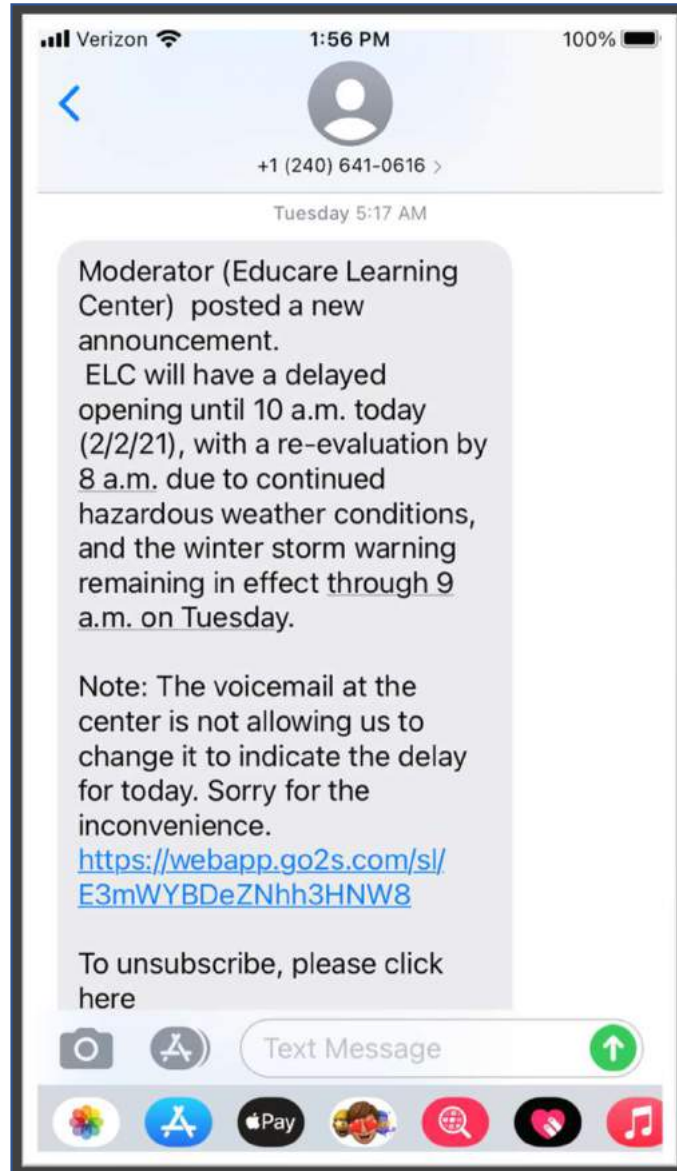 Verizon 1:56 PM 100%
+1 (240) 641-0616 >
Tuesday 5:17 AM
Moderator (Educare Learning
Center)  posted a new
announcement.
ELC will have a delayed
opening until 10 a.m. today
(2/2/21), with a re-evaluation by
8 a.m. due to continued
hazardous weather conditions,
and the winter storm warning
remaining in effect through 9
a.m. on Tuesday.
Note: The voicemail at the
center is not allowing us to
change it to indicate the delay
for today. Sorry for the
inconvenience.
https://webapp.go2s.com/sl/
E3mWYBDeZNhh3HNW8
To unsubscribe, please click
here
Text Message
Pay